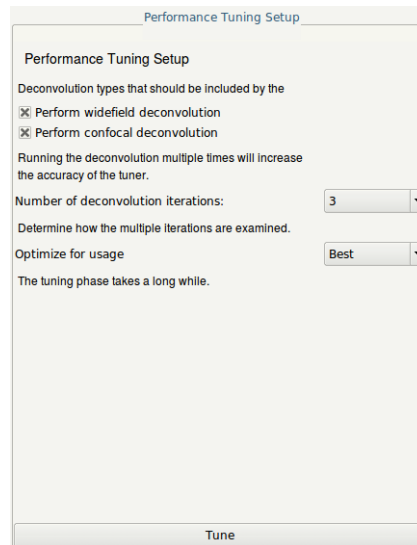 Performance Tuning Setup
Performance Tuning Setup
Deconvolution types that should be included by the
Perform widefield deconvolution
Perform confocal deconvolution
Running the deconvolution multiple times will increase
the accuracy of the tuner.
Number of deconvolution iterations: 3
Determine how the multiple iterations are examined.
Optimize for usage Best
The tuning phase takes a long while.
Tune